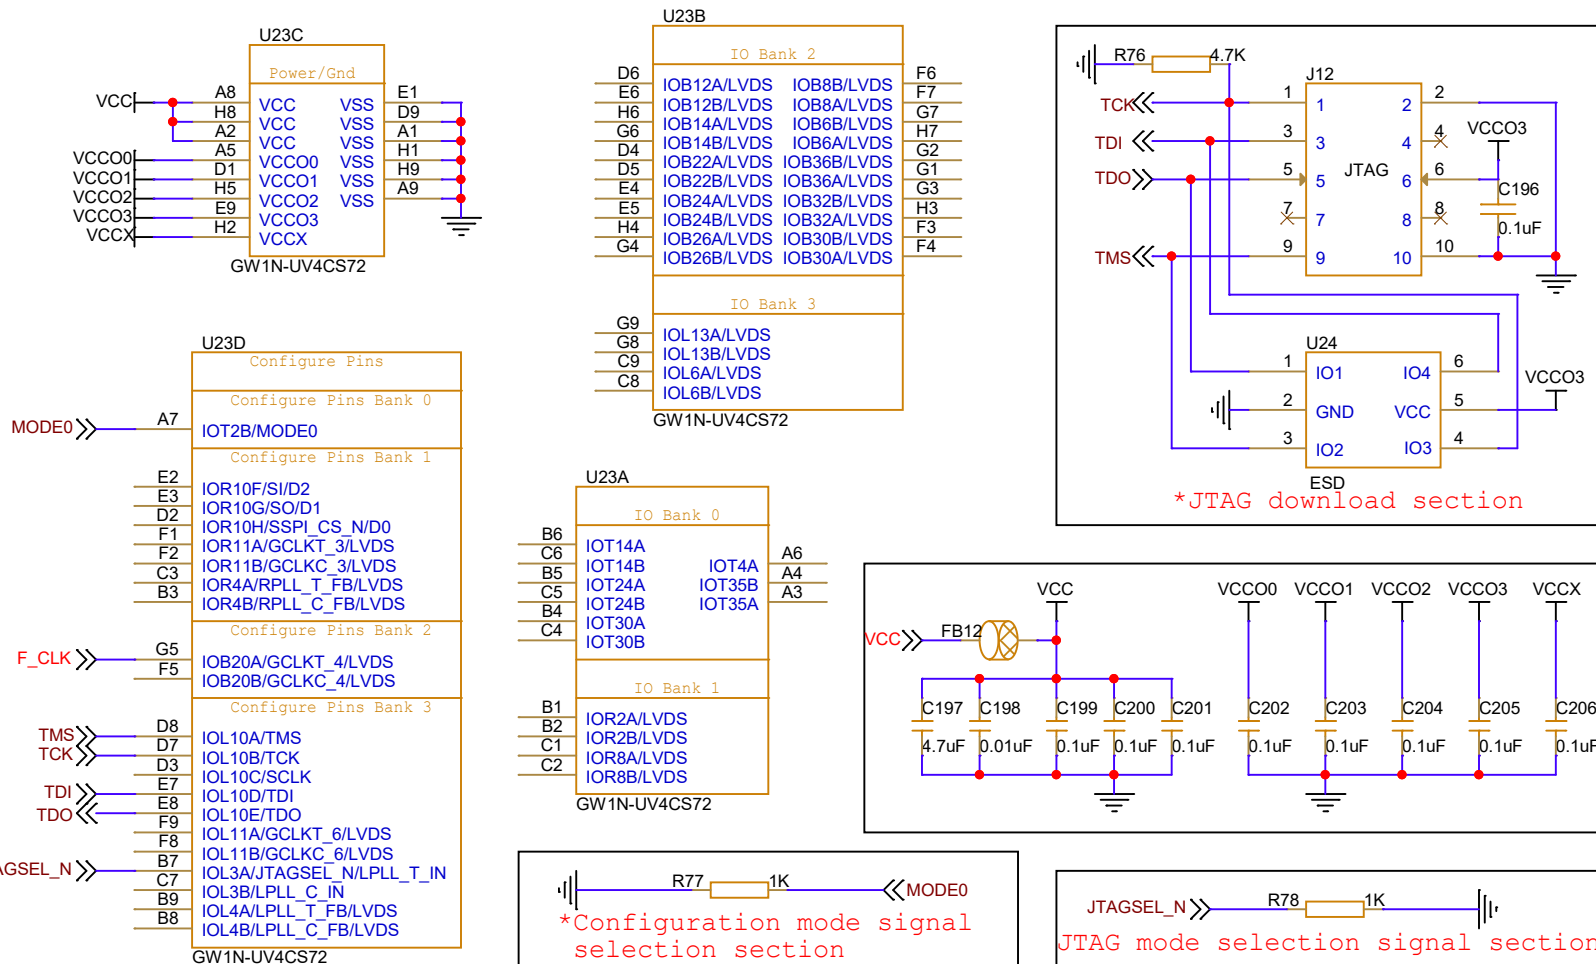 U23C
Power/Gnd
VCC
A8 VCC VSS E1
H8 VCC VSS D9
A2 VCC VSS A1
VCCO0 A5 VCCO0 VSS H1
VCCO1 D1 VCCO1 VSS H9
VCCO2 H5 VCCO2 VSS A9
VCCO3 E9 VCCO3
VCCX H2 VCCX
GW1N-UV4CS72
U23B
IO Bank 2
D6 IOB12A/LVDS IOB8B/LVDS F6
E6 IOB12B/LVDS IOB8A/LVDS F7
H6 IOB14A/LVDS IOB6B/LVDS G7
G6 IOB14B/LVDS IOB6A/LVDS H7
D4 IOB22A/LVDS IOB36B/LVDS G2
D5 IOB22B/LVDS IOB36A/LVDS G1
E4 IOB24A/LVDS IOB32B/LVDS G3
E5 IOB24B/LVDS IOB32A/LVDS H3
H4 IOB26A/LVDS IOB30B/LVDS F3
G4 IOB26B/LVDS IOB30A/LVDS F4
IO Bank 3
G9 IOL13A/LVDS
G8 IOL13B/LVDS
C9 IOL6A/LVDS
C8 IOL6B/LVDS
GW1N-UV4CS72
R76 4.7K
J12
TCK 1 1 2 2
TDI 3 3 4 4 VCCO3
TDO 5 5 JTAG 6 6
C196
7 7 8 8 0.1uF
TMS 9 9 10 10
U24
1 IO1 IO4 6 VCCO3
2 GND VCC 5
3 IO2 IO3 4
ESD
*JTAG download section
U23D
Configure Pins
Configure Pins Bank 0
MODE0 A7 IOT2B/MODE0
Configure Pins Bank 1
E2 IOR10F/SI/D2
E3 IOR10G/SO/D1
D2 IOR10H/SSPI_CS_N/D0
F1 IOR11A/GCLKT_3/LVDS
F2 IOR11B/GCLKC_3/LVDS
C3 IOR4A/RPLL_T_FB/LVDS
B3 IOR4B/RPLL_C_FB/LVDS
Configure Pins Bank 2
F_CLK G5 IOB20A/GCLKT_4/LVDS
F5 IOB20B/GCLKC_4/LVDS
Configure Pins Bank 3
TMS D8 IOL10A/TMS
TCK D7 IOL10B/TCK
D3 IOL10C/SCLK
TDI E7 IOL10D/TDI
TDO E8 IOL10E/TDO
F9 IOL11A/GCLKT_6/LVDS
F8 IOL11B/GCLKC_6/LVDS
AGSEL_N B7 IOL3A/JTAGSEL_N/LPLL_T_IN
C7 IOL3B/LPLL_C_IN
B9 IOL4A/LPLL_T_FB/LVDS
B8 IOL4B/LPLL_C_FB/LVDS
GW1N-UV4CS72
U23A
IO Bank 0
B6 IOT14A
C6 IOT14B IOT4A A6
B5 IOT24A IOT35B A4
C5 IOT24B IOT35A A3
B4 IOT30A
C4 IOT30B
IO Bank 1
B1 IOR2A/LVDS
B2 IOR2B/LVDS
C1 IOR8A/LVDS
C2 IOR8B/LVDS
GW1N-UV4CS72
VCC VCCO0 VCCO1 VCCO2 VCCO3 VCCX
VCC FB12
C197 C198 C199 C200 C201 C202 C203 C204 C205 C206
4.7uF 0.01uF 0.1uF 0.1uF 0.1uF 0.1uF 0.1uF 0.1uF 0.1uF 0.1uF
R77 1K MODE0
*Configuration mode signal
selection section
JTAGSEL_N R78 1K
JTAG mode selection signal section